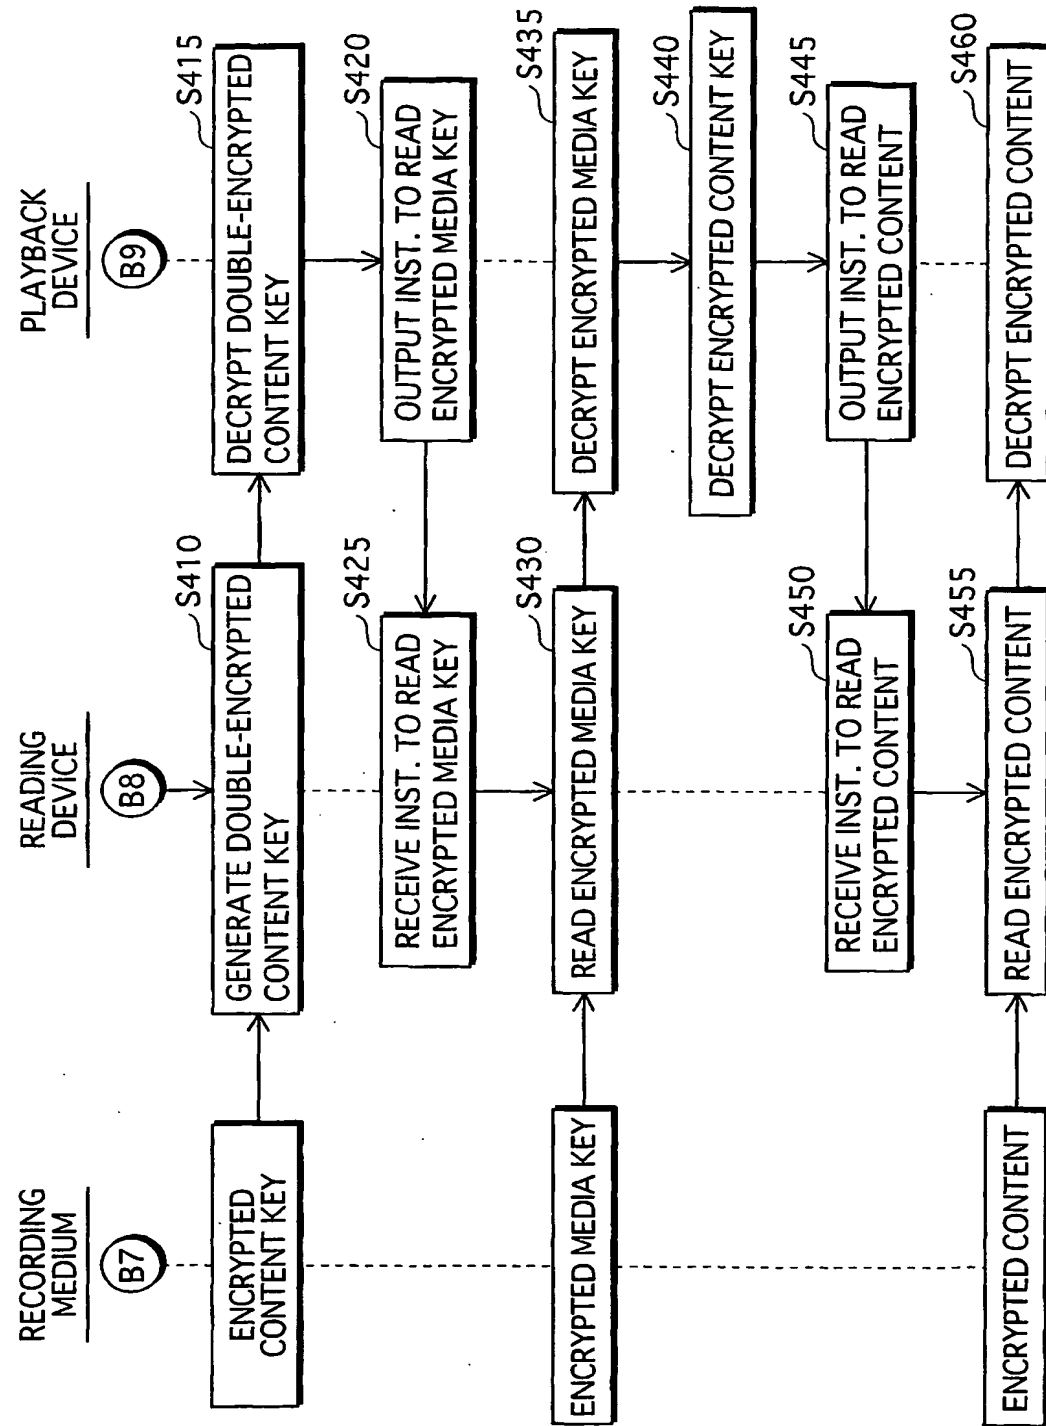 RECORDING
MEDIUM
READING
DEVICE
PLAYBACK
DEVICE
B7
B8
B9
ENCRYPTED
CONTENT KEY
S410
GENERATE DOUBLE-ENCRYPTED
CONTENT KEY
S415
DECRYPT DOUBLE-ENCRYPTED
CONTENT KEY
S420
OUTPUT INST. TO READ
ENCRYPTED MEDIA KEY
S425
RECEIVE INST. TO READ
ENCRYPTED MEDIA KEY
ENCRYPTED MEDIA KEY
S430
READ ENCRYPTED MEDIA KEY
S435
DECRYPT ENCRYPTED MEDIA KEY
S440
DECRYPT ENCRYPTED CONTENT KEY
S445
OUTPUT INST. TO READ
ENCRYPTED CONTENT
S450
RECEIVE INST. TO READ
ENCRYPTED CONTENT
ENCRYPTED CONTENT
S455
READ ENCRYPTED CONTENT
S460
DECRYPT ENCRYPTED CONTENT